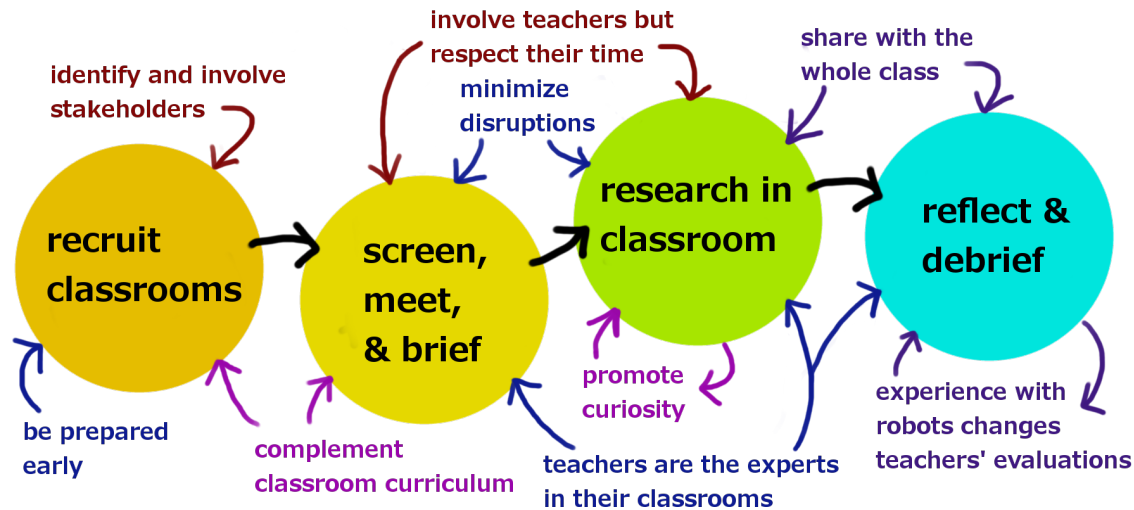 involve teachers but
respect their time
share with the
whole class
identify and involve
stakeholders
minimize
disruptions
recruit
classrooms
screen,
meet,
& brief
research in
classroom
reflect &
debrief
be prepared
early
complement
classroom curriculum
promote
curiosity
teachers are the experts
in their classrooms
experience with
robots changes
teachers' evaluations